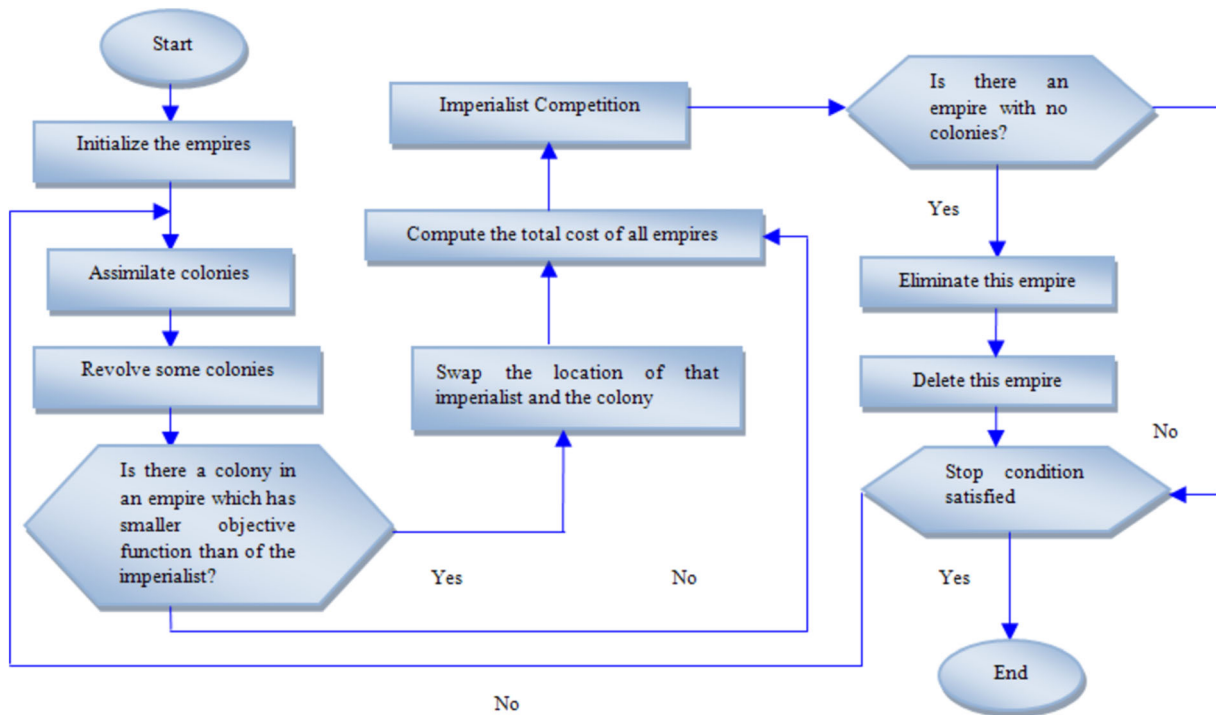 Start
Initialize the empires
Assimilate colonies
Revolve some colonies
Is there a colony in
an empire which has
smaller objective
function than of the
imperialist?
Yes
No
Swap the location of that
imperialist and the colony
Compute the total cost of all empires
Imperialist Competition
Is there an
empire with no
colonies?
Yes
No
Eliminate this empire
Delete this empire
Stop condition
satisfied
Yes
No
End